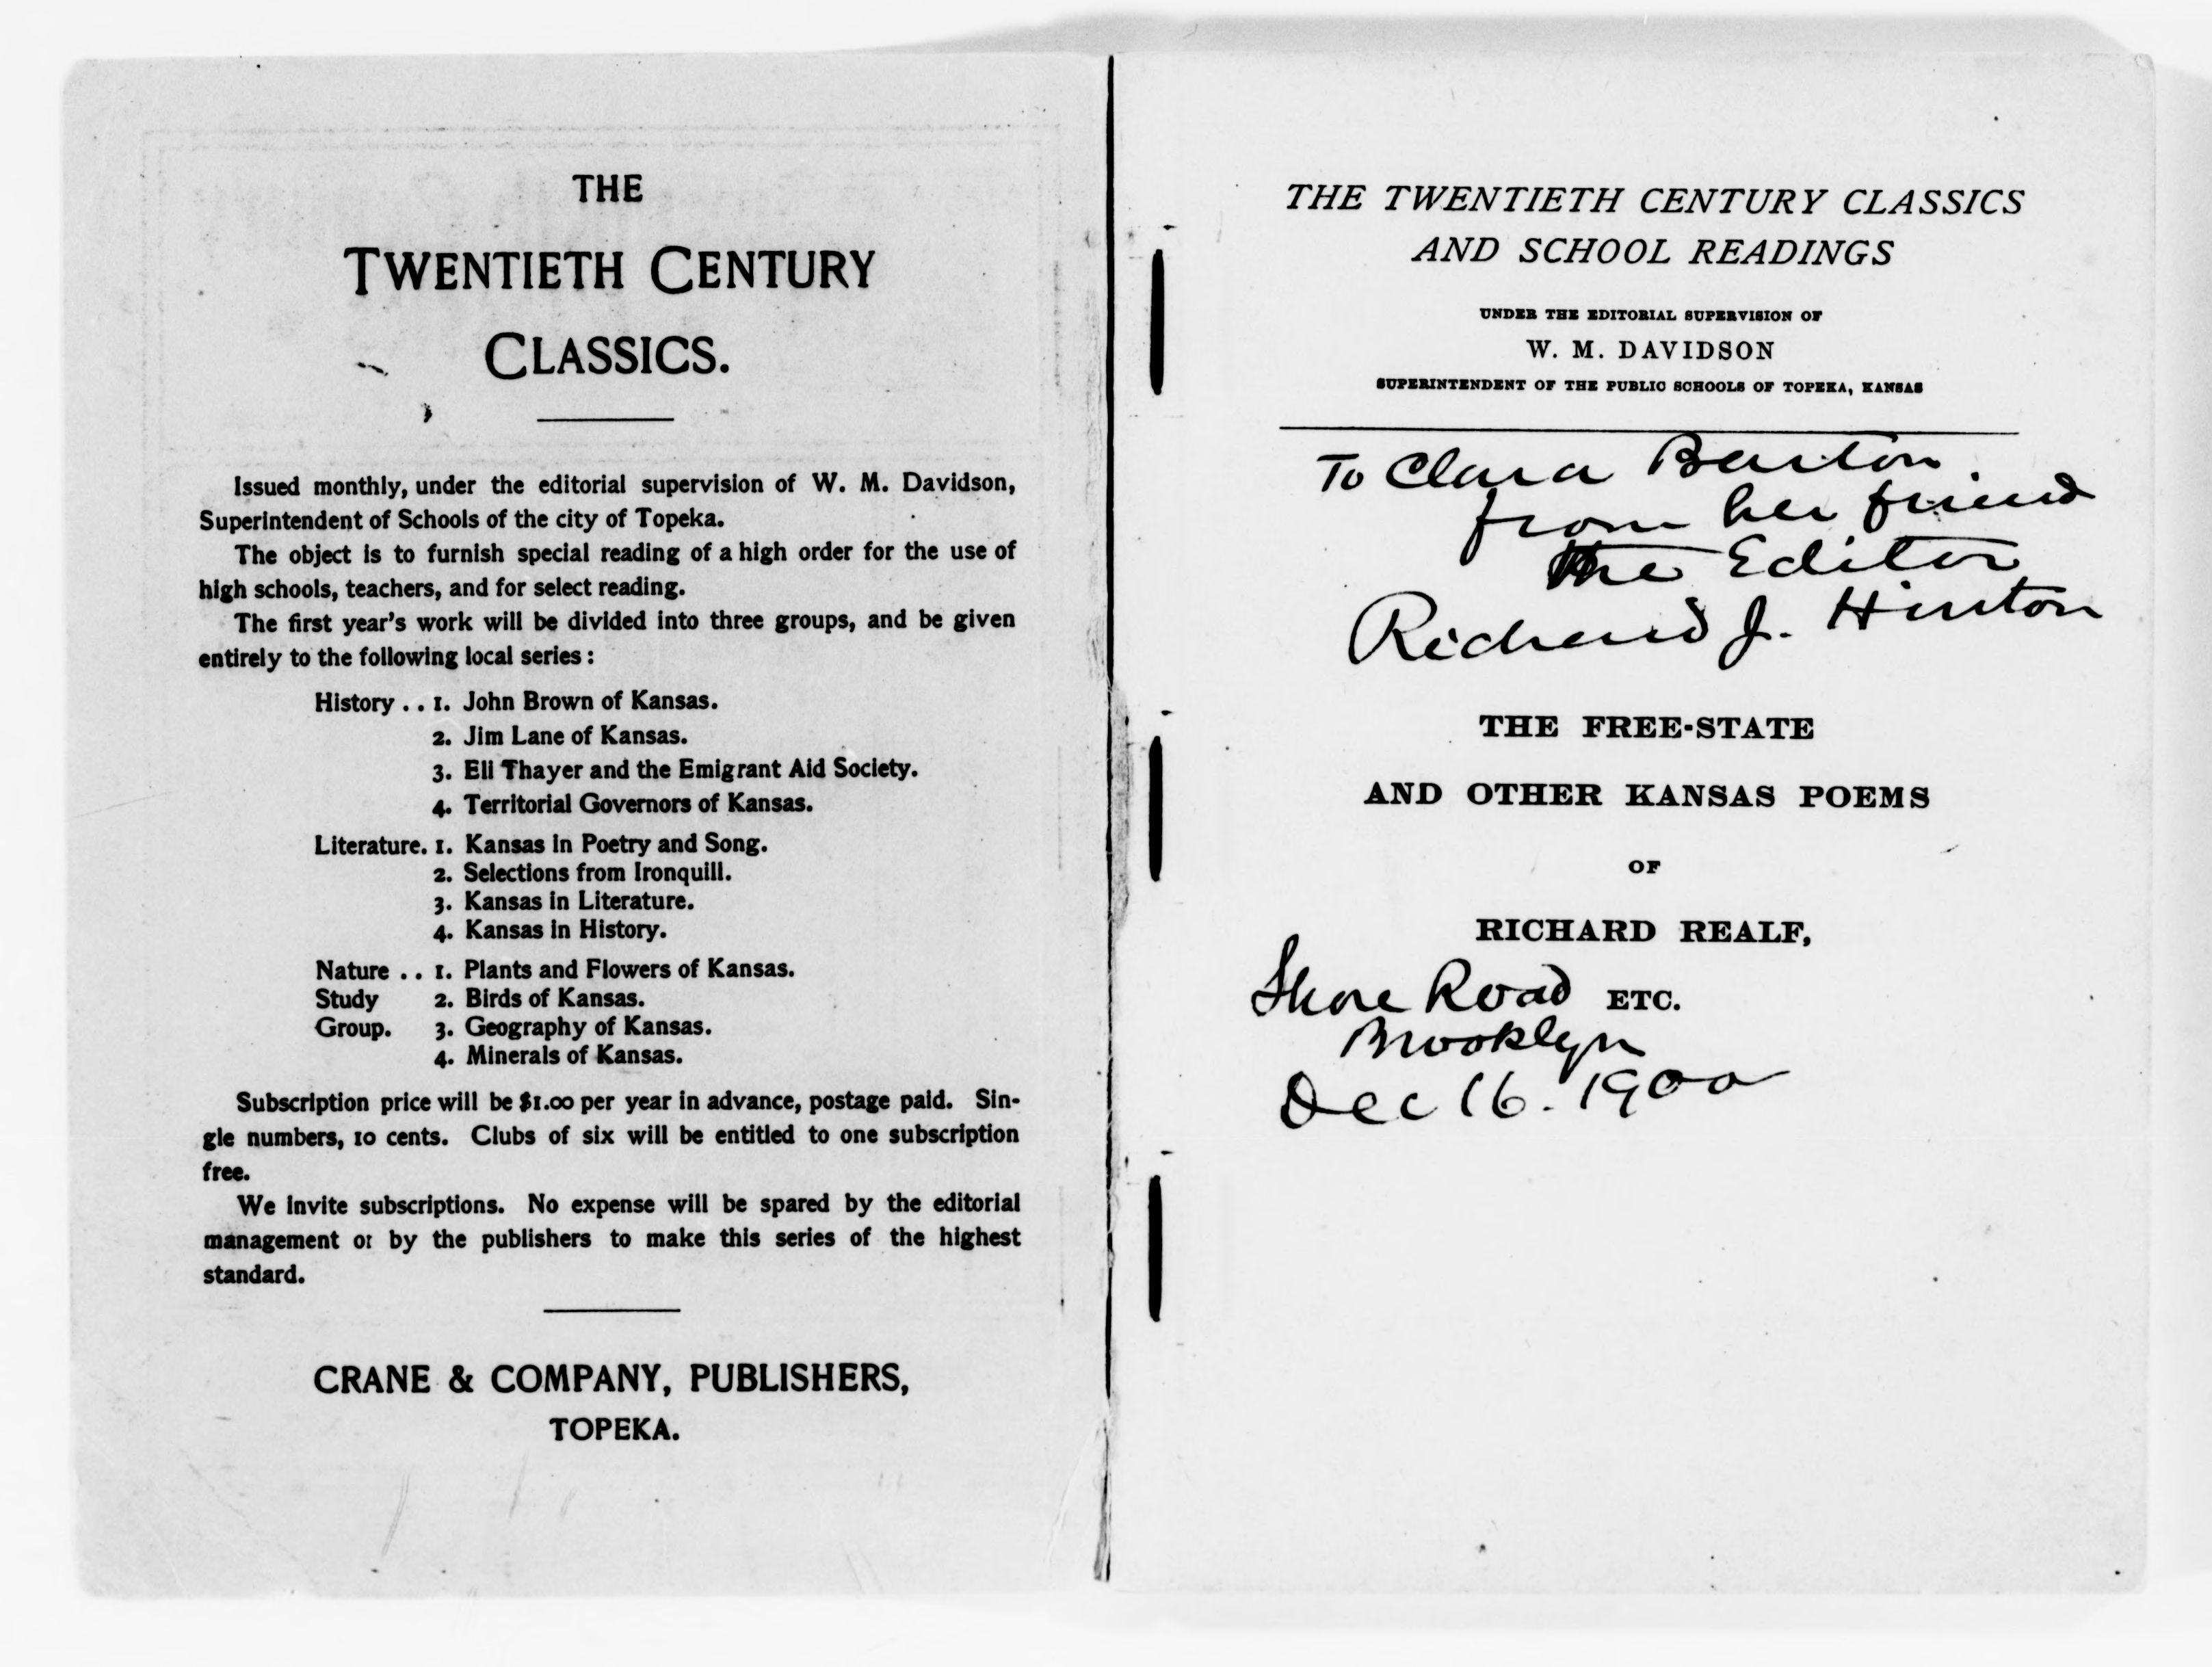 THE
TWENTIETH CENTURY
CLASSICS.
Issued monthly, under the editorial supervision of W. M. Davidson,
Superintendent of Schools of the city of Topeka.
The object is to furnish special reading of a high order for the use of
high schools, teachers, and for select reading.
The first year's work will be divided into three groups, and be given
entirely to the following local series:
History . . 1. John Brown of Kansas.
2. Jim Lane of Kansas.
3. Eli Thayer and the Emigrant Aid Society.
4. Territorial Governors of Kansas.
Literature. 1. Kansas in Poetry and Song.
2. Selections from Ironquill.
3. Kansas in Literature.
4. Kansas in History.
Nature . . 1. Plants and Flowers of Kansas.
Study 2. Birds of Kansas.
Group. 3. Geography of Kansas.
4. Minerals of Kansas.
Subscription price will be $1.00 per year in advance, postage paid. Sin-
gle numbers, 10 cents. Clubs of six will be entitled to one subscription
free.
We invite subscriptions. No expense will be spared by the editorial
management or by the publishers to make this series of the highest
standard.
CRANE & COMPANY, PUBLISHERS,
TOPEKA.
THE TWENTIETH CENTURY CLASSICS
AND SCHOOL READINGS
UNDER THE EDITORIAL SUPERVISION OF
W. M. DAVIDSON
SUPERINTENDENT OF THE PUBLIC SCHOOLS OF TOPEKA, KANSAS
To Clara Barton.
from her friend
the Editor
Richard J. Hinton
THE FREE-STATE
AND OTHER KANSAS POEMS
OF
RICHARD REALF,
Shore Road ETC.
Brooklyn
Dec 16. 1900